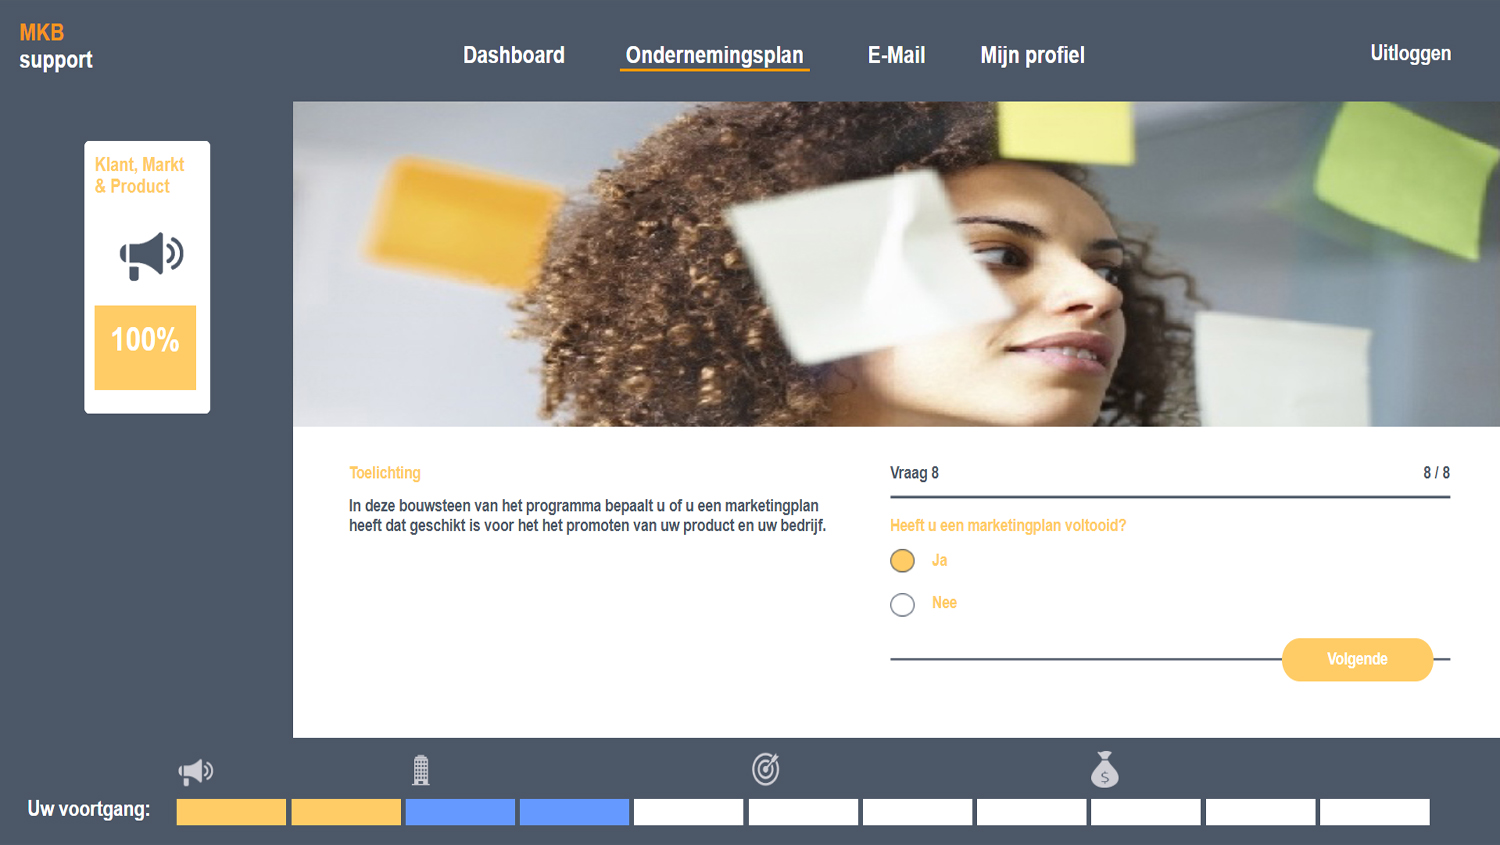 MKB
support
Dashboard
Ondernemingsplan
E-Mail
Mijn profiel
Uitloggen
Klant, Markt
& Product
100%
Toelichting
In deze bouwsteen van het programma bepaalt u of u een marketingplan
heeft dat geschikt is voor het het promoten van uw product en uw bedrijf.
Vraag 8
8 / 8
Heeft u een marketingplan voltooid?
Ja
Nee
Volgende
$
Uw voortgang: